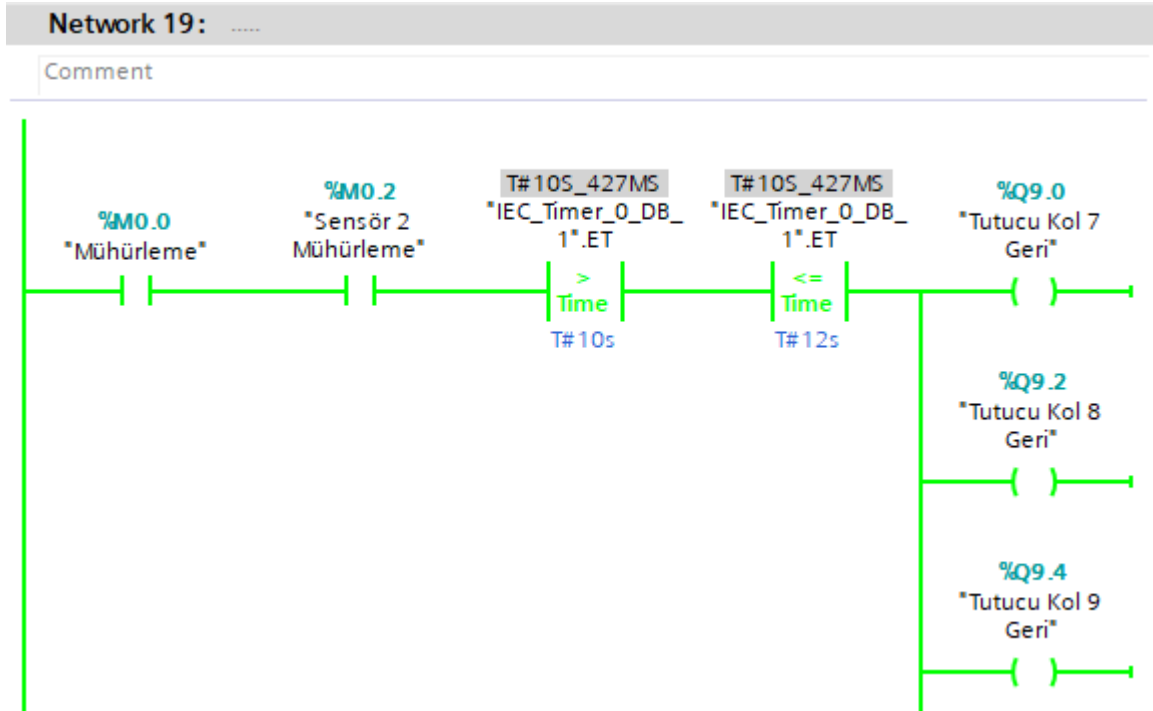 Network 19: .....
Comment
%M0.0
"Mühürleme"
%M0.2
"Sensör 2
Mühürleme"
T#10S_427MS
"IEC_Timer_0_DB_
1".ET
>
Time
T#10s
T#10S_427MS
"IEC_Timer_0_DB_
1".ET
<=
Time
T#12s
%Q9.0
"Tutucu Kol 7
Geri"
%Q9.2
"Tutucu Kol 8
Geri"
%Q9.4
"Tutucu Kol 9
Geri"